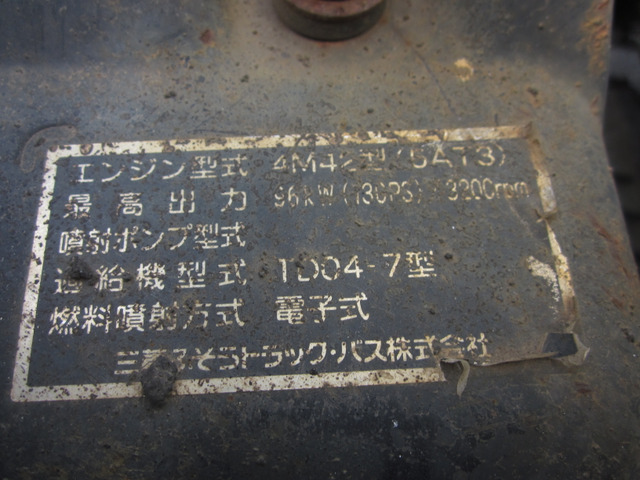 エンジン型式 4M42型(5AT3)
最高出力 96kW(130PS)/3200rpm
噴射ポンプ型式
過給機型式 TD04-7型
燃料噴射方式 電子式
三菱ふそうトラック・バス株式会社